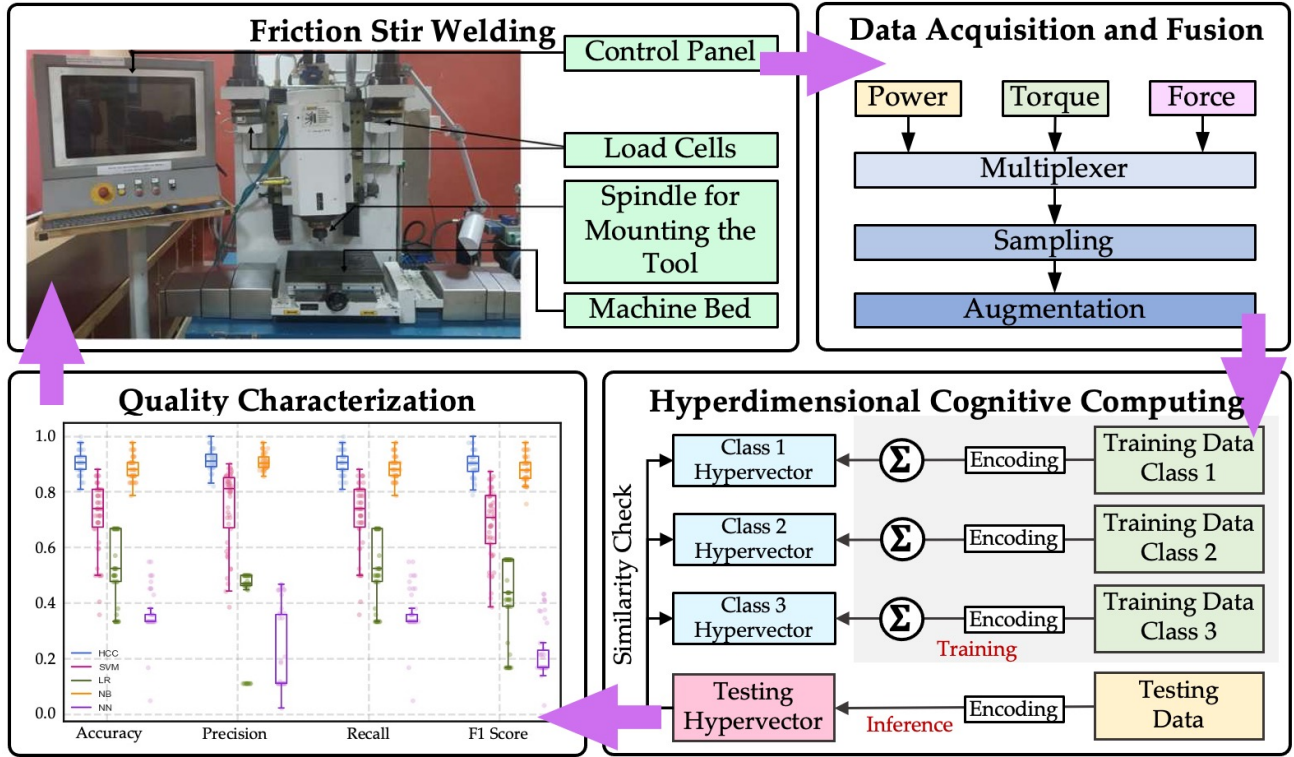 Friction Stir Welding
Control Panel
Load Cells
Spindle for
Mounting the
Tool
Machine Bed
Data Acquisition and Fusion
Power
Torque
Force
Multiplexer
Sampling
Augmentation
Quality Characterization
1.0
0.8
0.6
0.4
0.2
0.0
HCC
SVM
LR
NB
NN
Accuracy
Precision
Recall
F1 Score
Hyperdimensional Cognitive Computing
Similarity Check
Class 1
Hypervector
Σ
Encoding
Training Data
Class 1
Class 2
Hypervector
Σ
Encoding
Training Data
Class 2
Class 3
Hypervector
Σ
Encoding
Training Data
Class 3
Training
Testing
Hypervector
Inference
Encoding
Testing
Data